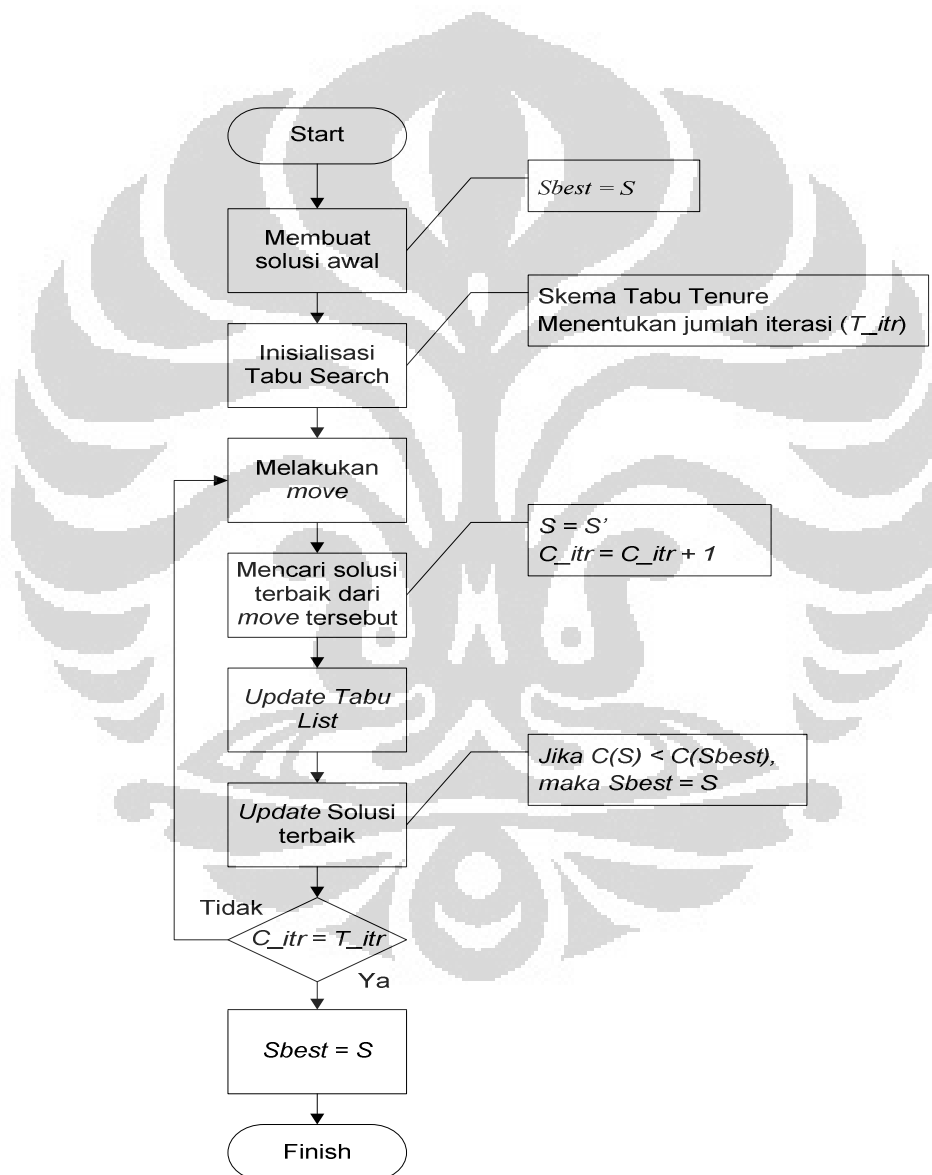 Start
Sbest = S
Membuat
solusi awal
Skema Tabu Tenure
Menentukan jumlah iterasi (T_itr)
Inisialisasi
Tabu Search
Melakukan
move
S = S’
C_itr = C_itr + 1
Mencari solusi
terbaik dari
move tersebut
Update Tabu
List
Jika C(S) < C(Sbest),
maka Sbest = S
Update Solusi
terbaik
Tidak
C_itr = T_itr
Ya
Sbest = S
Finish